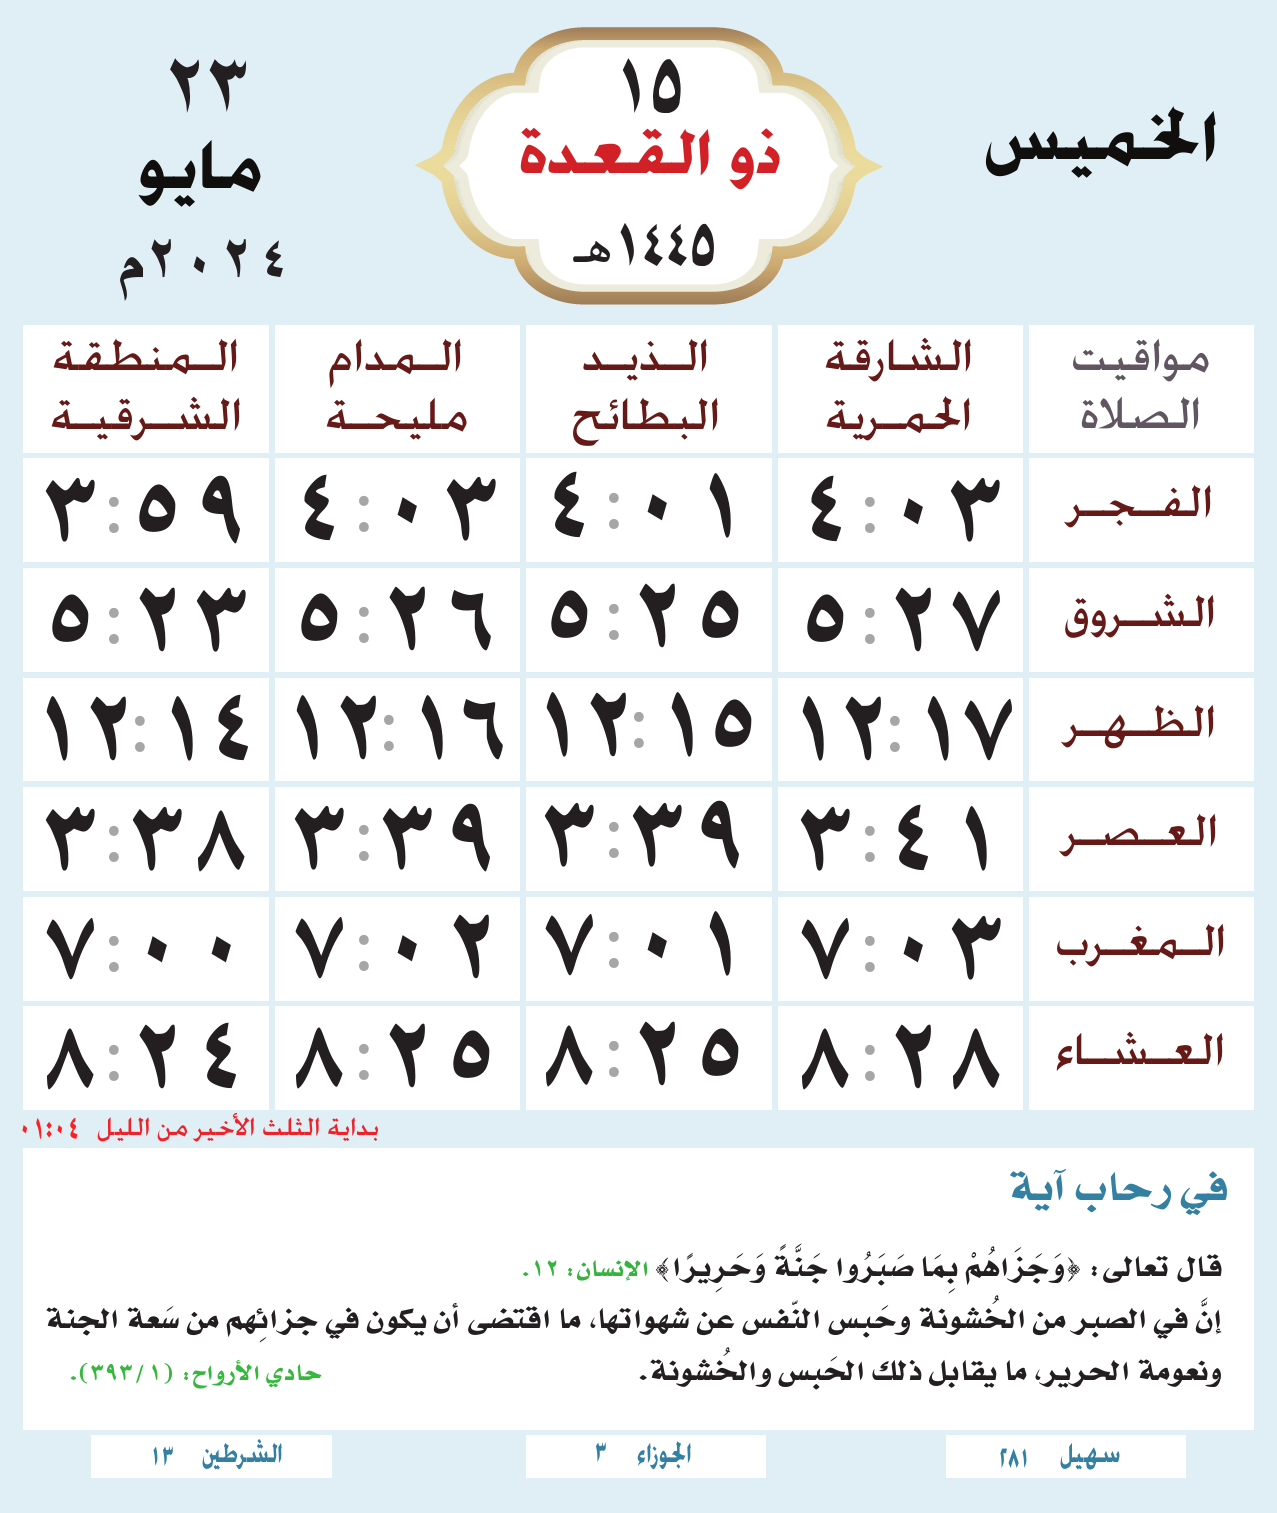 الخميس
١٥
ذو القعدة
١٤٤٥هـ
٢٣
مايو
٢٠٢٤م
مواقيت الصلاة
الشارقة الحمرية
الذيد البطائح
المدام مليحة
المنطقة الشرقية
الفجر ٤:٠٣ ٤:٠١ ٤:٠٣ ٣:٥٩
الشروق ٥:٢٧ ٥:٢٥ ٥:٢٦ ٥:٢٣
الظهر ١٢:١٧ ١٢:١٥ ١٢:١٦ ١٢:١٤
العصر ٣:٤١ ٣:٣٩ ٣:٣٩ ٣:٣٨
المغرب ٧:٠٣ ٧:٠١ ٧:٠٢ ٧:٠٠
العشاء ٨:٢٨ ٨:٢٥ ٨:٢٥ ٨:٢٤
بداية الثلث الأخير من الليل ٠١:٠٤
في رحاب آية
قال تعالى: ﴿وَجَزَاهُمْ بِمَا صَبَرُوا جَنَّةً وَحَرِيرًا﴾ الإنسان: ١٢.
إنَّ في الصبر من الخُشونة وحَبس النّفس عن شهواتها، ما اقتضى أن يكون في جزائِهم من سَعة الجنة
ونعومة الحرير، ما يقابل ذلك الحَبس والخُشونة. حادي الأرواح: (٣٩٣/١).
سهيل ٢٨١
الجوزاء ٣
الشرطين ١٣